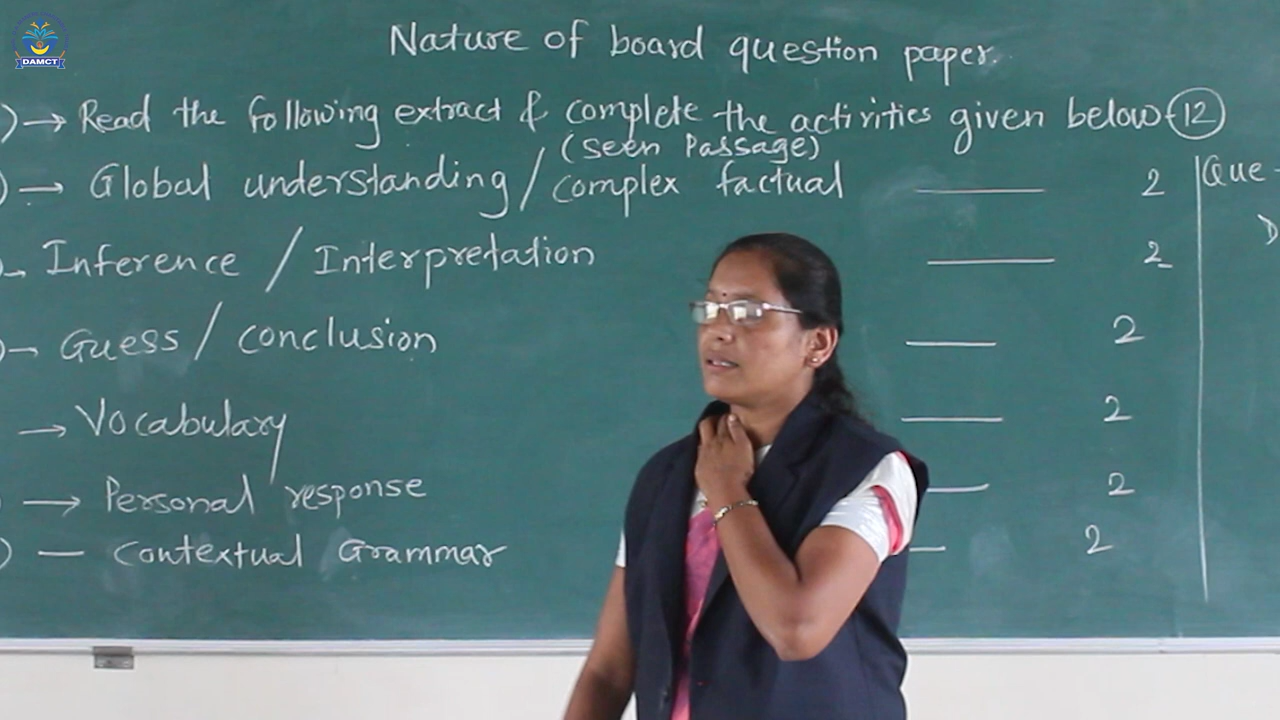 DAMCT
Nature of board question paper.
) → Read the following extract & complete the activities given below (12)
(Seen Passage)
) → Global understanding / complex factual — 2
Inference / Interpretation — 2
) — Guess / conclusion — 2
→ Vocabulary — 2
→ Personal response — 2
) — Contextual Grammar — 2
Que -
D